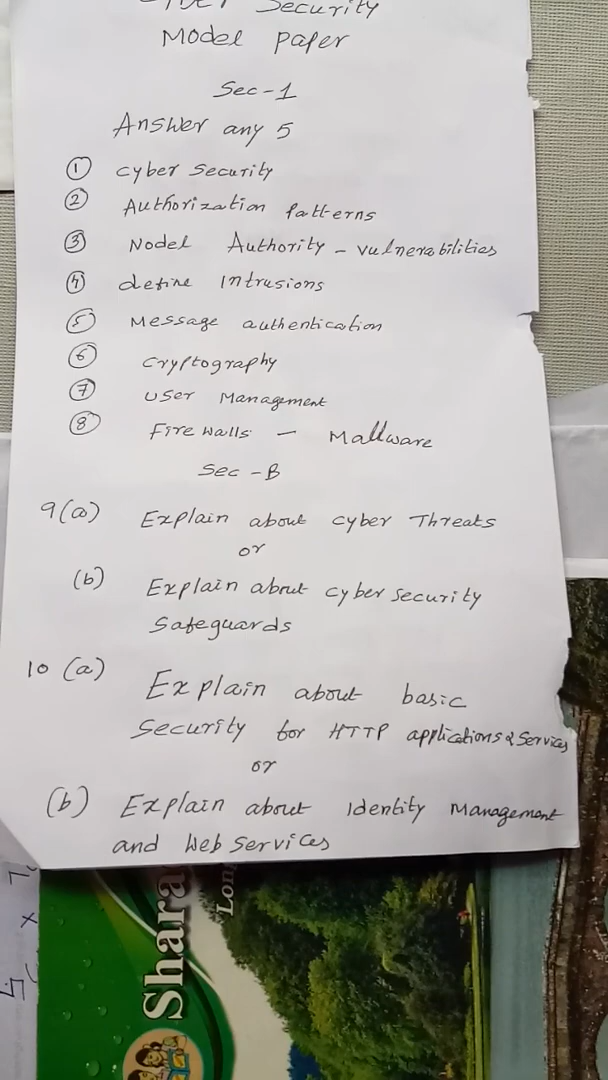 Cyber Security
Model paper
Sec-1
Answer any 5
① cyber security
② Authorization patterns
③ Nodel Authority - vulnerabilities
④ define Intrusions
⑤ Message authentication
⑥ cryptography
⑦ User Management
⑧ Fire walls - Mallware
Sec -B
9(a) Explain about cyber Threats
or
(b) Explain about cyber security
Safeguards
10 (a) Explain about basic
Security for HTTP applications & Services
or
(b) Explain about Identity Management
and Web Services
Shara
Lon